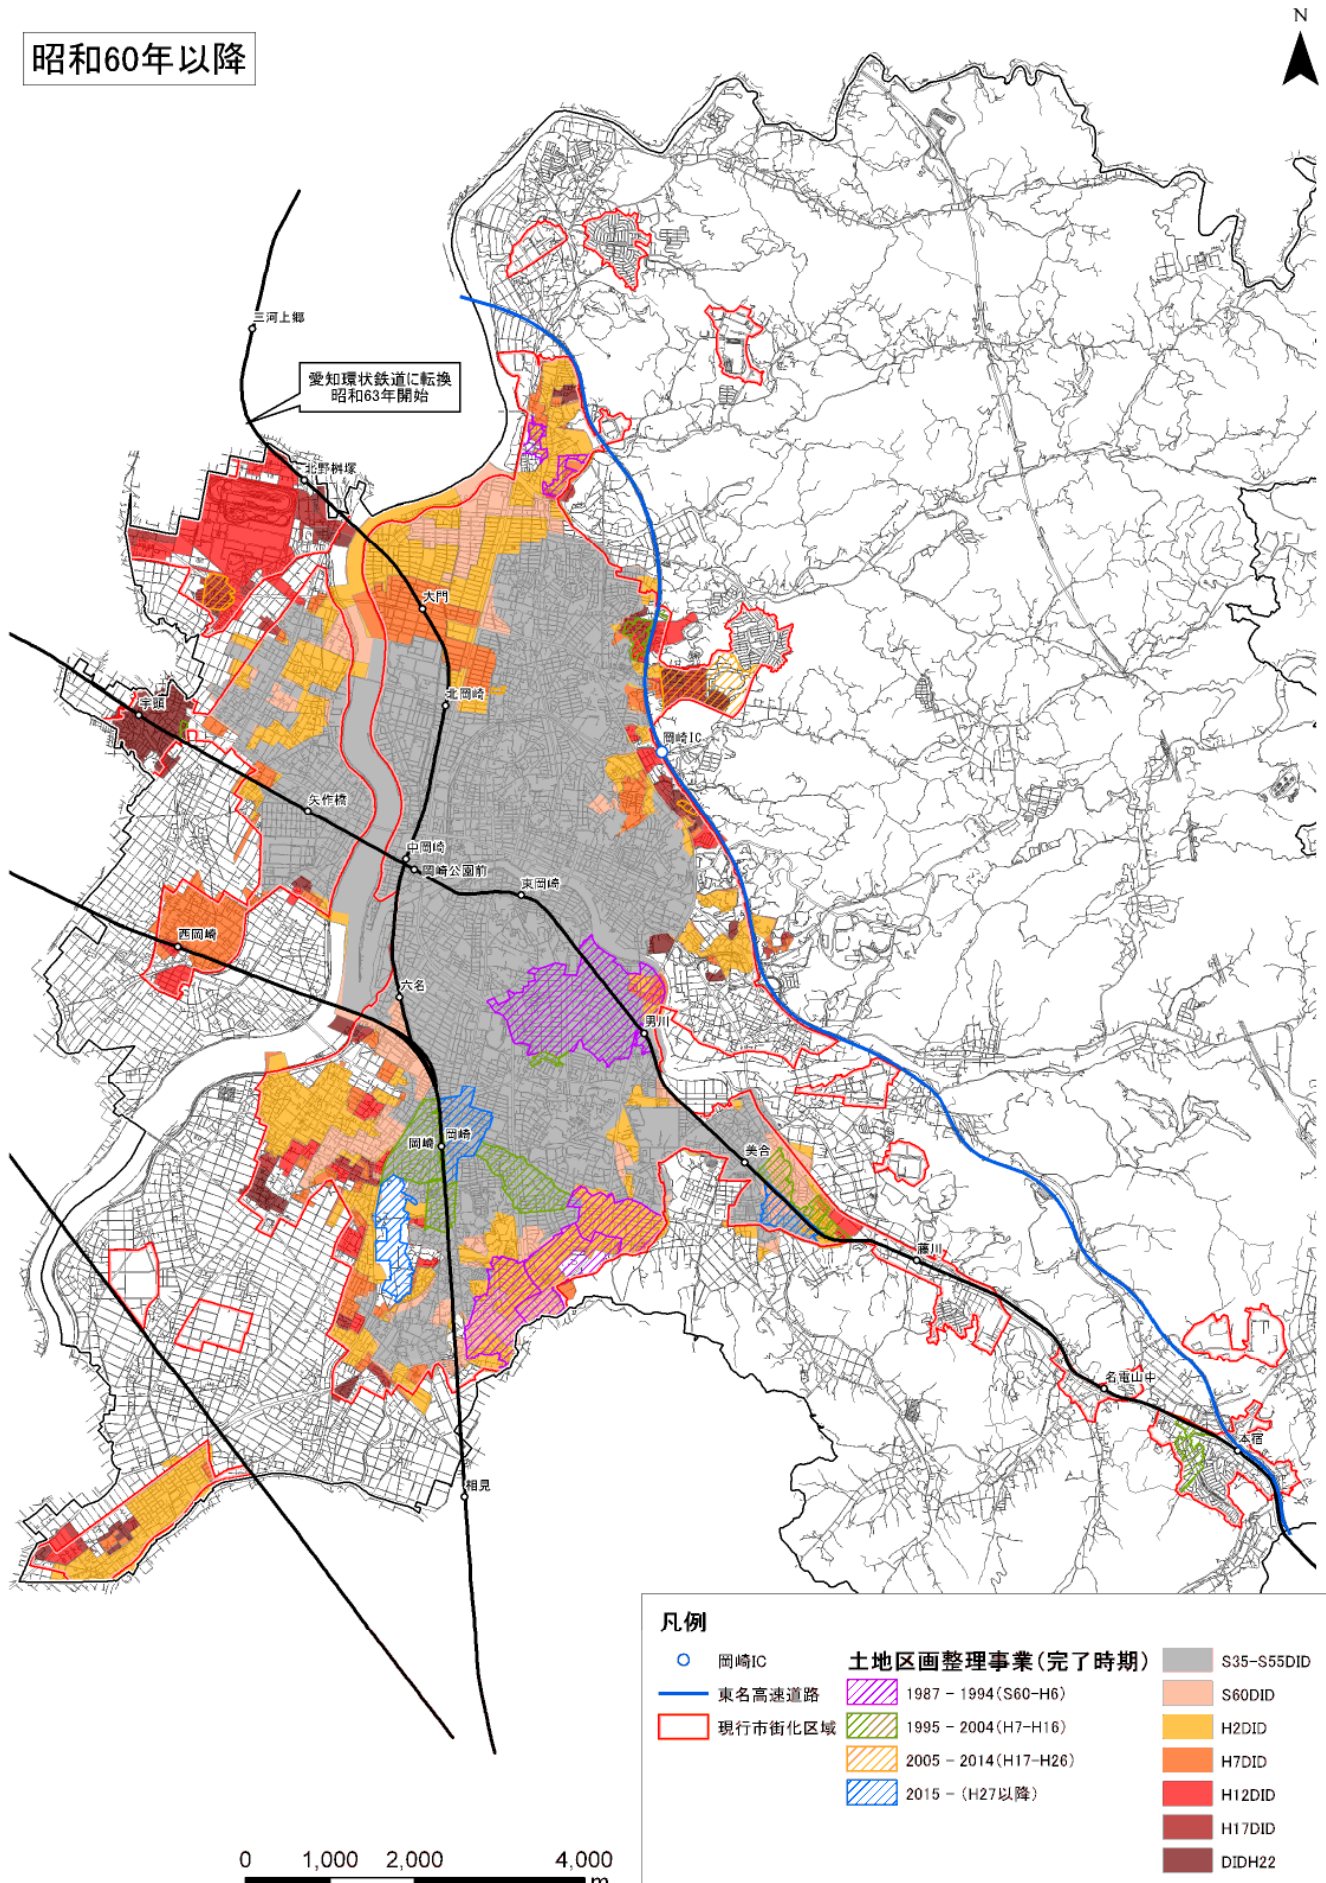 昭和60年以降
N
三河上郷
愛知環状鉄道に転換
昭和63年開始
北野桝塚
大門
北岡崎
宇頭
岡崎IC
矢作橋
中岡崎
岡崎公園前
東岡崎
西岡崎
六名
男川
岡崎
岡崎
美合
藤川
名電山中
本宿
相見
凡例
岡崎IC
東名高速道路
現行市街化区域
土地区画整理事業(完了時期)
1987 - 1994(S60-H6)
1995 - 2004(H7-H16)
2005 - 2014(H17-H26)
2015 - (H27以降)
S35-S55DID
S60DID
H2DID
H7DID
H12DID
H17DID
DIDH22
0 1,000 2,000 4,000
m